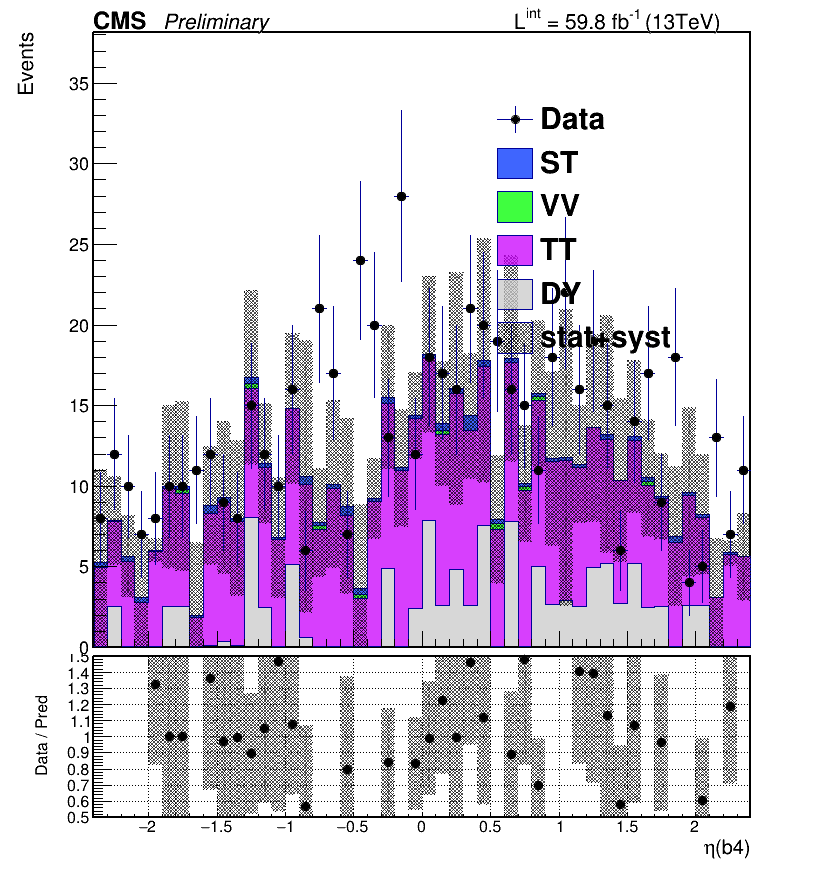 CMS Preliminary L^int = 59.8 fb^-1 (13TeV)
Events
35
30
25
20
15
10
5
0
Data
ST
VV
TT
DY
stat+syst
Data / Pred
1.5
1.4
1.3
1.2
1.1
1
0.9
0.8
0.7
0.6
0.5
−2 −1.5 −1 −0.5 0 0.5 1 1.5 2
η(b4)